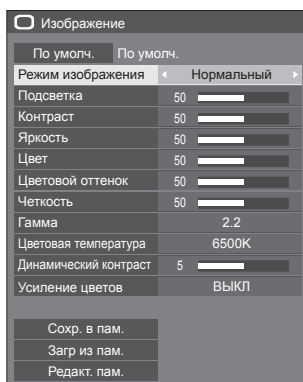 Изображение
По умолч. По умолч.
Режим изображения Нормальный
Подсветка 50
Контраст 50
Яркость 50
Цвет 50
Цветовой оттенок 50
Четкость 50
Гамма 2.2
Цветовая температура 6500K
Динамический контраст 5
Усиление цветов ВЫКЛ
Сохр. в пам.
Загр из пам.
Редакт. пам.